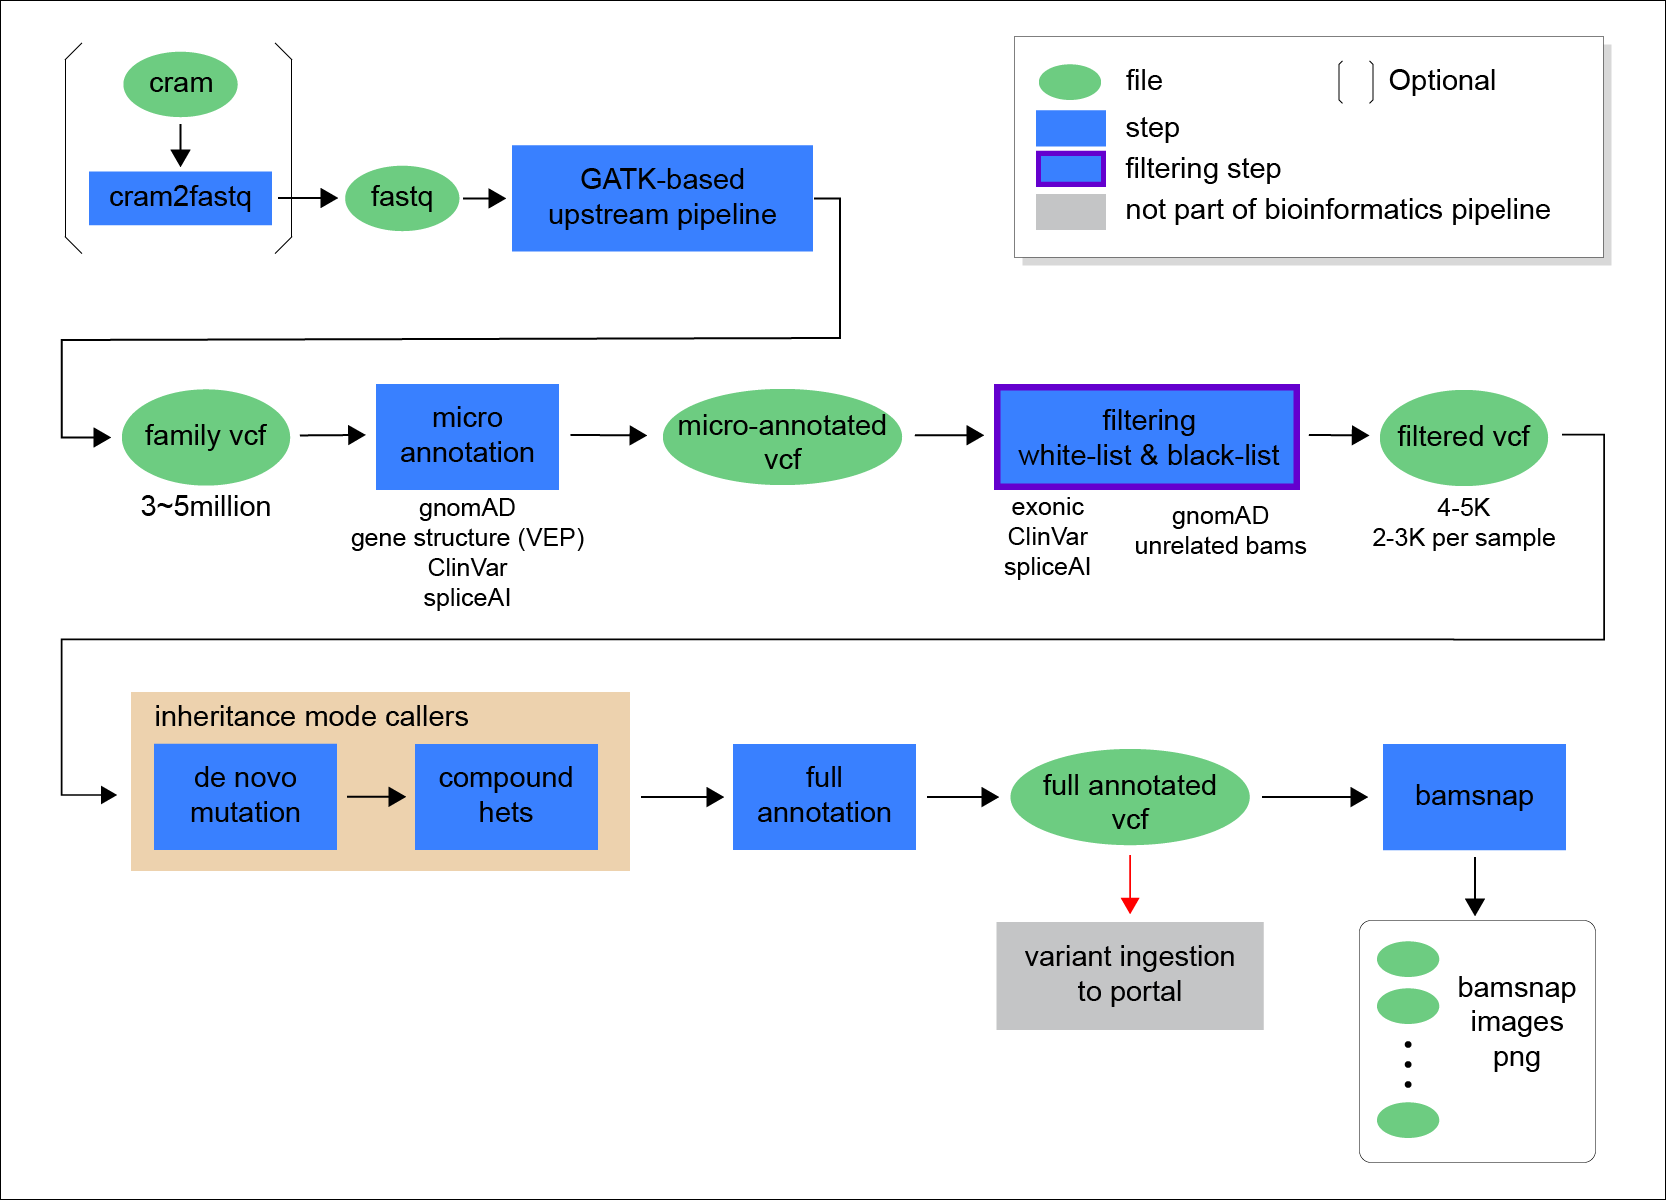 cram
cram2fastq
fastq
GATK-based
upstream pipeline
file
Optional
step
filtering step
not part of bioinformatics pipeline
family vcf
3~5million
micro
annotation
gnomAD
gene structure (VEP)
ClinVar
spliceAI
micro-annotated
vcf
filtering
white-list & black-list
exonic
ClinVar
spliceAI
gnomAD
unrelated bams
filtered vcf
4-5K
2-3K per sample
inheritance mode callers
de novo
mutation
compound
hets
full
annotation
full annotated
vcf
bamsnap
variant ingestion
to portal
bamsnap
images
png